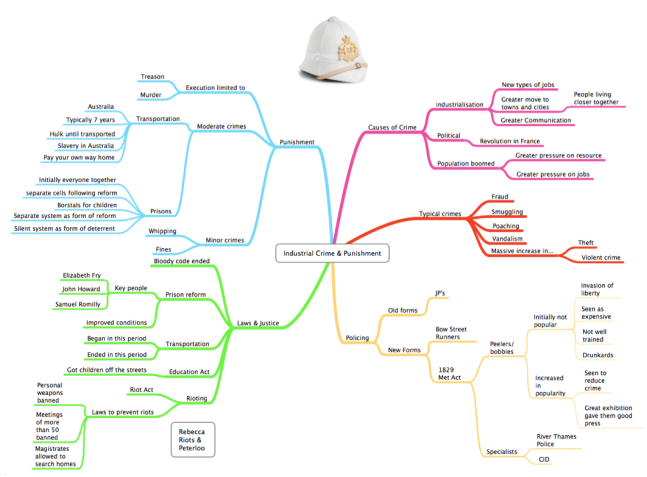 Treason
Murder
Execution limited to
Australia
Typically 7 years
Hulk until transported
Slavery in Australia
Pay your own way home
Transportation
Moderate crimes
Punishment
Initially everyone together
separate cells following reform
Borstals for children
Separate system as form of reform
Silent system as form of deterrent
Prisons
Whipping
Fines
Minor crimes
Causes of Crime
industrialisation
New types of jobs
Greater move to
towns and cities
People living
closer together
Greater Communication
Political
Revolution in France
Population boomed
Greater pressure on resource
Greater pressure on jobs
Typical crimes
Fraud
Smuggling
Poaching
Vandalism
Massive increase in...
Theft
Violent crime
Industrial Crime & Punishment
Bloody code ended
Elizabeth Fry
John Howard
Samuel Romilly
Key people
Prison reform
Improved conditions
Laws & Justice
Began in this period
Ended in this period
Transportation
Got children off the streets
Education Act
Riot Act
Rioting
Personal
weapons
banned
Meetings
of more
than 50
banned
Magistrates
allowed to
search homes
Laws to prevent riots
Rebecca
Riots &
Peterloo
Policing
Old forms
JP's
New Forms
Bow Street
Runners
1829
Met Act
Peelers/
bobbies
Initially not
popular
Invasion of
liberty
Seen as
expensive
Not well
trained
Drunkards
Increased
in
popularity
Seen to
reduce
crime
Great exhibition
gave them good
press
Specialists
River Thames
Police
CID